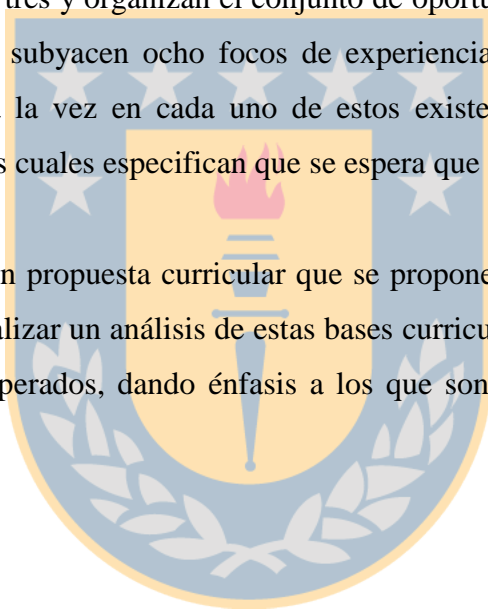 tres y organizan el conjunto de oportu
subyacen ocho focos de experiencia
la vez en cada uno de estos existe
s cuales especifican que se espera que
n propuesta curricular que se propone
alizar un análisis de estas bases curricu
perados, dando énfasis a los que son